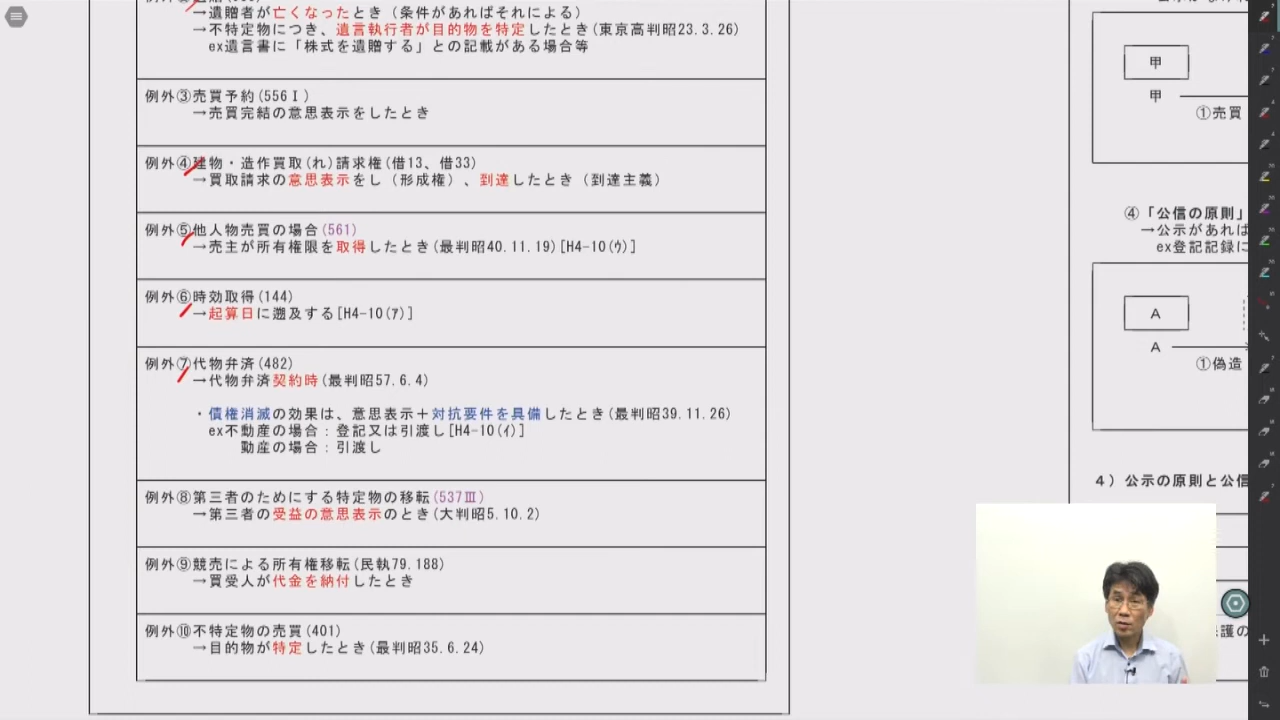 →遺贈者が亡くなったとき（条件があればそれによる）
→不特定物につき、遺言執行者が目的物を特定したとき(東京高判昭23.3.26)
ex遺言書に「株式を遺贈する」との記載がある場合等
例外③売買予約(556Ⅰ)
→売買完結の意思表示をしたとき
例外④建物・造作買取(れ)請求権(借13、借33)
→買取請求の意思表示をし（形成権）、到達したとき（到達主義）
例外⑤他人物売買の場合(561)
→売主が所有権限を取得したとき(最判昭40.11.19)[H4-10(ｳ)]
例外⑥時効取得(144)
→起算日に遡及する[H4-10(ｱ)]
例外⑦代物弁済(482)
→代物弁済契約時(最判昭57.6.4)
・債権消滅の効果は、意思表示＋対抗要件を具備したとき(最判昭39.11.26)
ex不動産の場合：登記又は引渡し[H4-10(ｲ)]
動産の場合：引渡し
例外⑧第三者のためにする特定物の移転(537Ⅲ)
→第三者の受益の意思表示のとき(大判昭5.10.2)
例外⑨競売による所有権移転(民執79.188)
→買受人が代金を納付したとき
例外⑩不特定物の売買(401)
→目的物が特定したとき(最判昭35.6.24)
甲
甲
①売買
④「公信の原則」
→公示があれば
ex登記記録に
A
A
①偽造
4）公示の原則と公信
護の